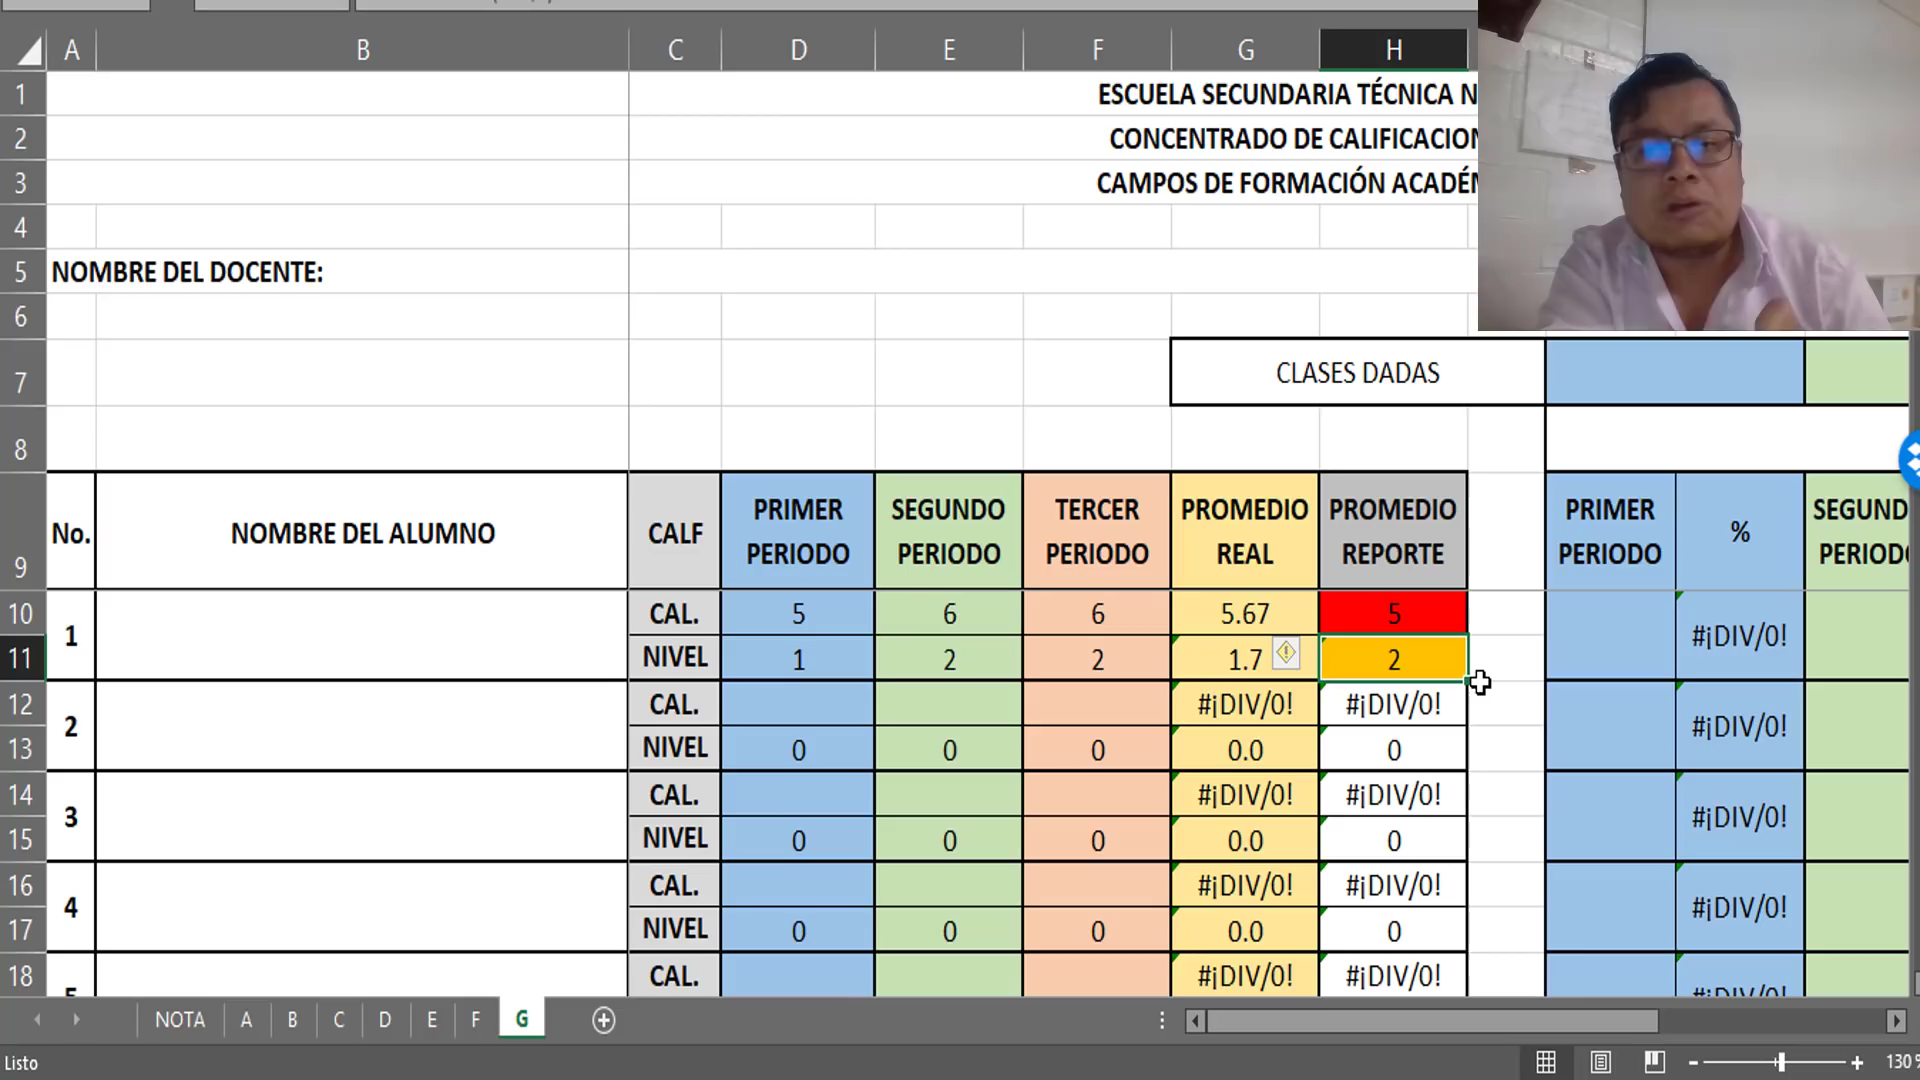 A B C D E F G H
1 ESCUELA SECUNDARIA TÉCNICA N
2 CONCENTRADO DE CALIFICACION
3 CAMPOS DE FORMACIÓN ACADÉM
4
5 NOMBRE DEL DOCENTE:
6
7 CLASES DADAS
8
9 No. NOMBRE DEL ALUMNO CALF PRIMER PERIODO SEGUNDO PERIODO TERCER PERIODO PROMEDIO REAL PROMEDIO REPORTE PRIMER PERIODO % SEGUND PERIODO
10 1 CAL. 5 6 6 5.67 5 #¡DIV/0!
11 NIVEL 1 2 2 1.7 2
12 2 CAL. #¡DIV/0! #¡DIV/0! #¡DIV/0!
13 NIVEL 0 0 0 0.0 0
14 3 CAL. #¡DIV/0! #¡DIV/0! #¡DIV/0!
15 NIVEL 0 0 0 0.0 0
16 4 CAL. #¡DIV/0! #¡DIV/0! #¡DIV/0!
17 NIVEL 0 0 0 0.0 0
18 5 CAL. #¡DIV/0! #¡DIV/0! #¡DIV/0!
NOTA A B C D E F G
Listo 130%